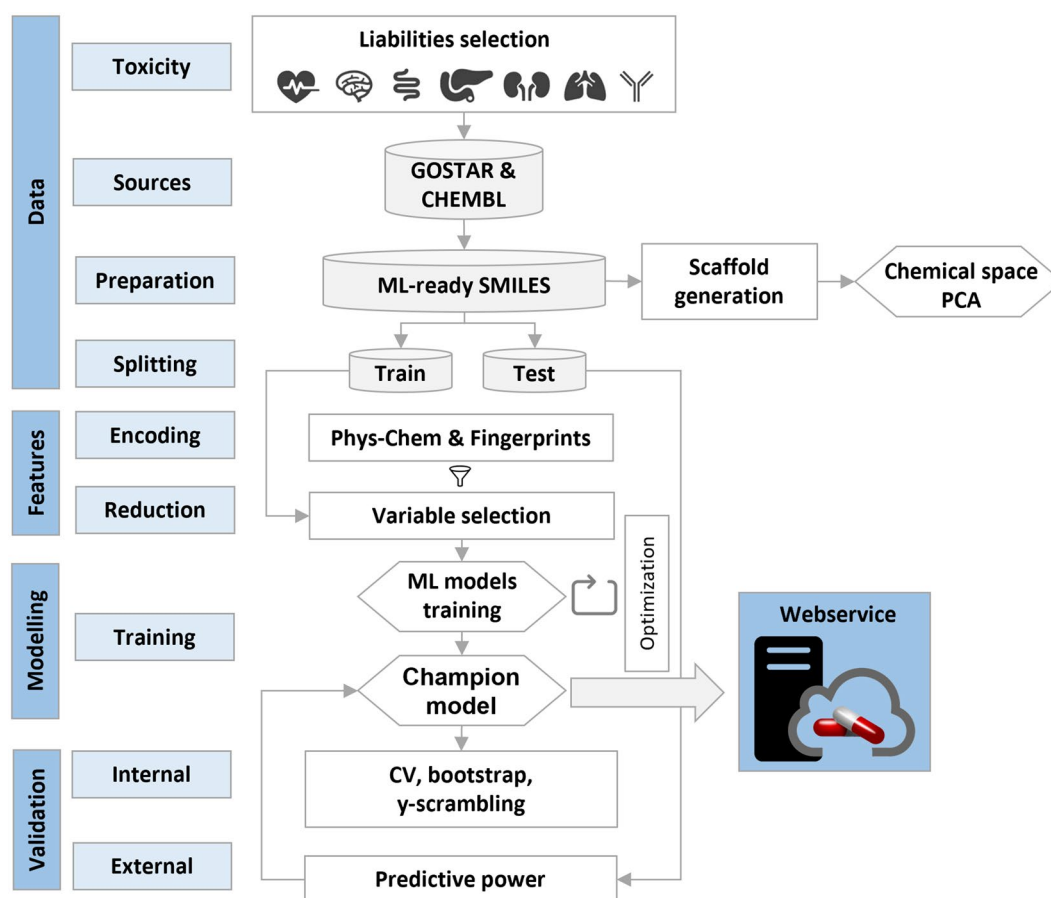 Data
Toxicity
Sources
Preparation
Splitting
Features
Encoding
Reduction
Modelling
Training
Validation
Internal
External
Liabilities selection
GOSTAR &
CHEMBL
ML-ready SMILES
Scaffold
generation
Chemical space
PCA
Train
Test
Phys-Chem & Fingerprints
Variable selection
ML models
training
Optimization
Champion
model
Webservice
CV, bootstrap,
y-scrambling
Predictive power